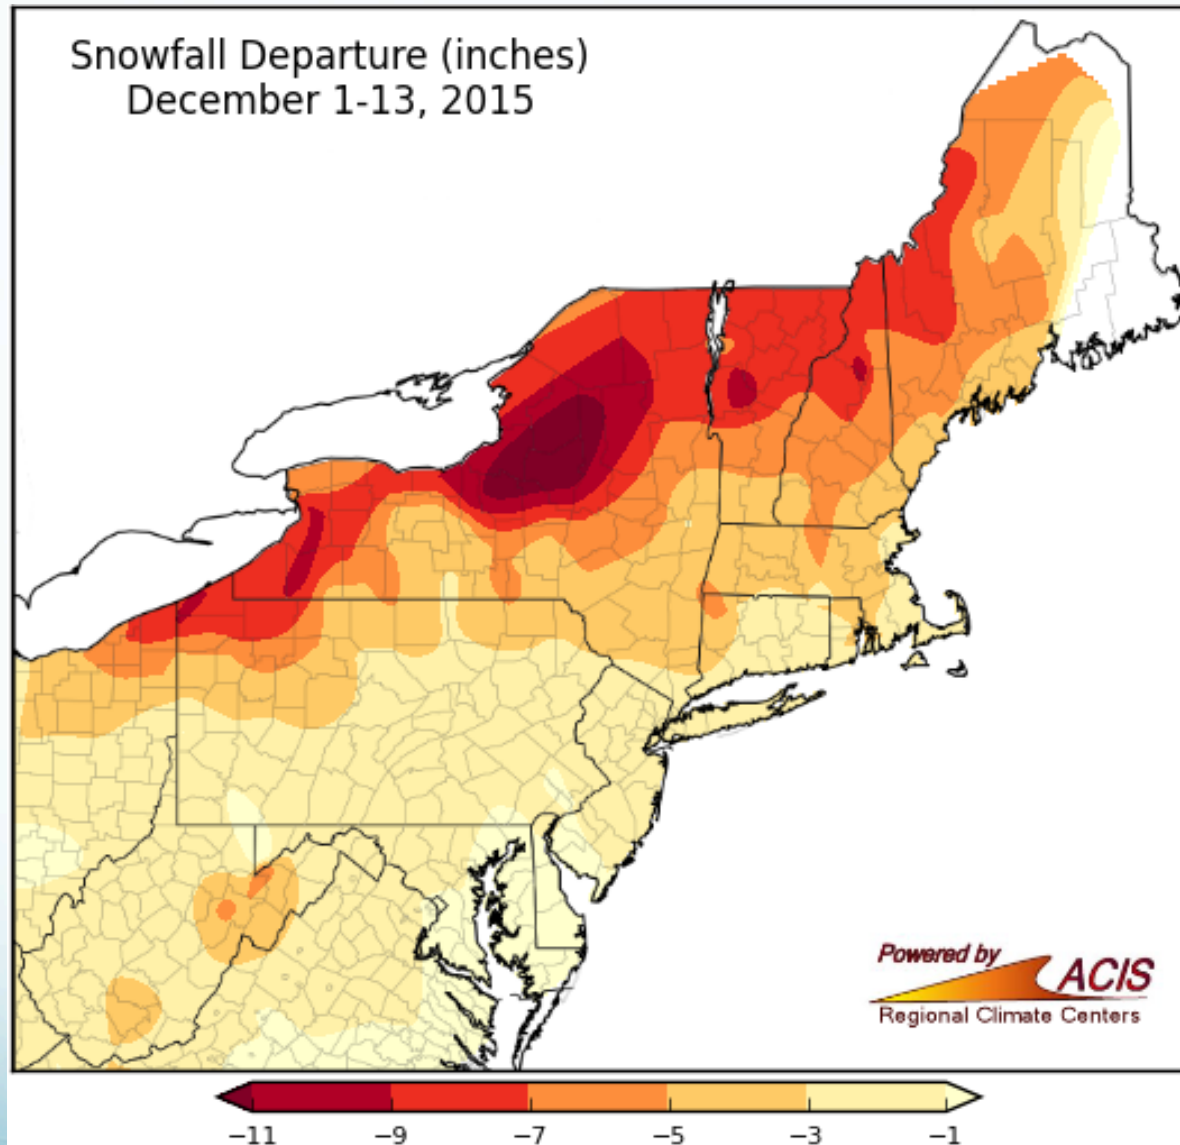 Snowfall Departure (inches)
December 1-13, 2015
Powered by
ACIS
Regional Climate Centers
−11 −9 −7 −5 −3 −1